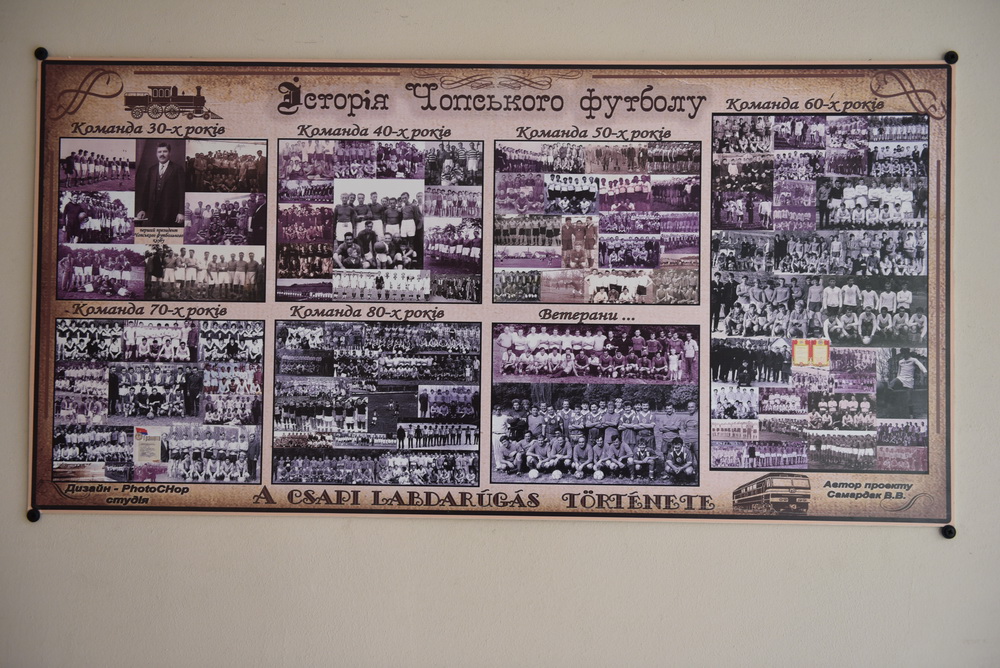 Історія Чопського футболу
Команда 30-х років
Команда 40-х років
Команда 50-х років
Команда 60-х років
Команда 70-х років
Команда 80-х років
Ветерани ...
Дизайн - PhotoCHop
студія
A CSAPI LABDARÚGÁS TÖRTÉNETE
Автор проекту
Самардак В.В.